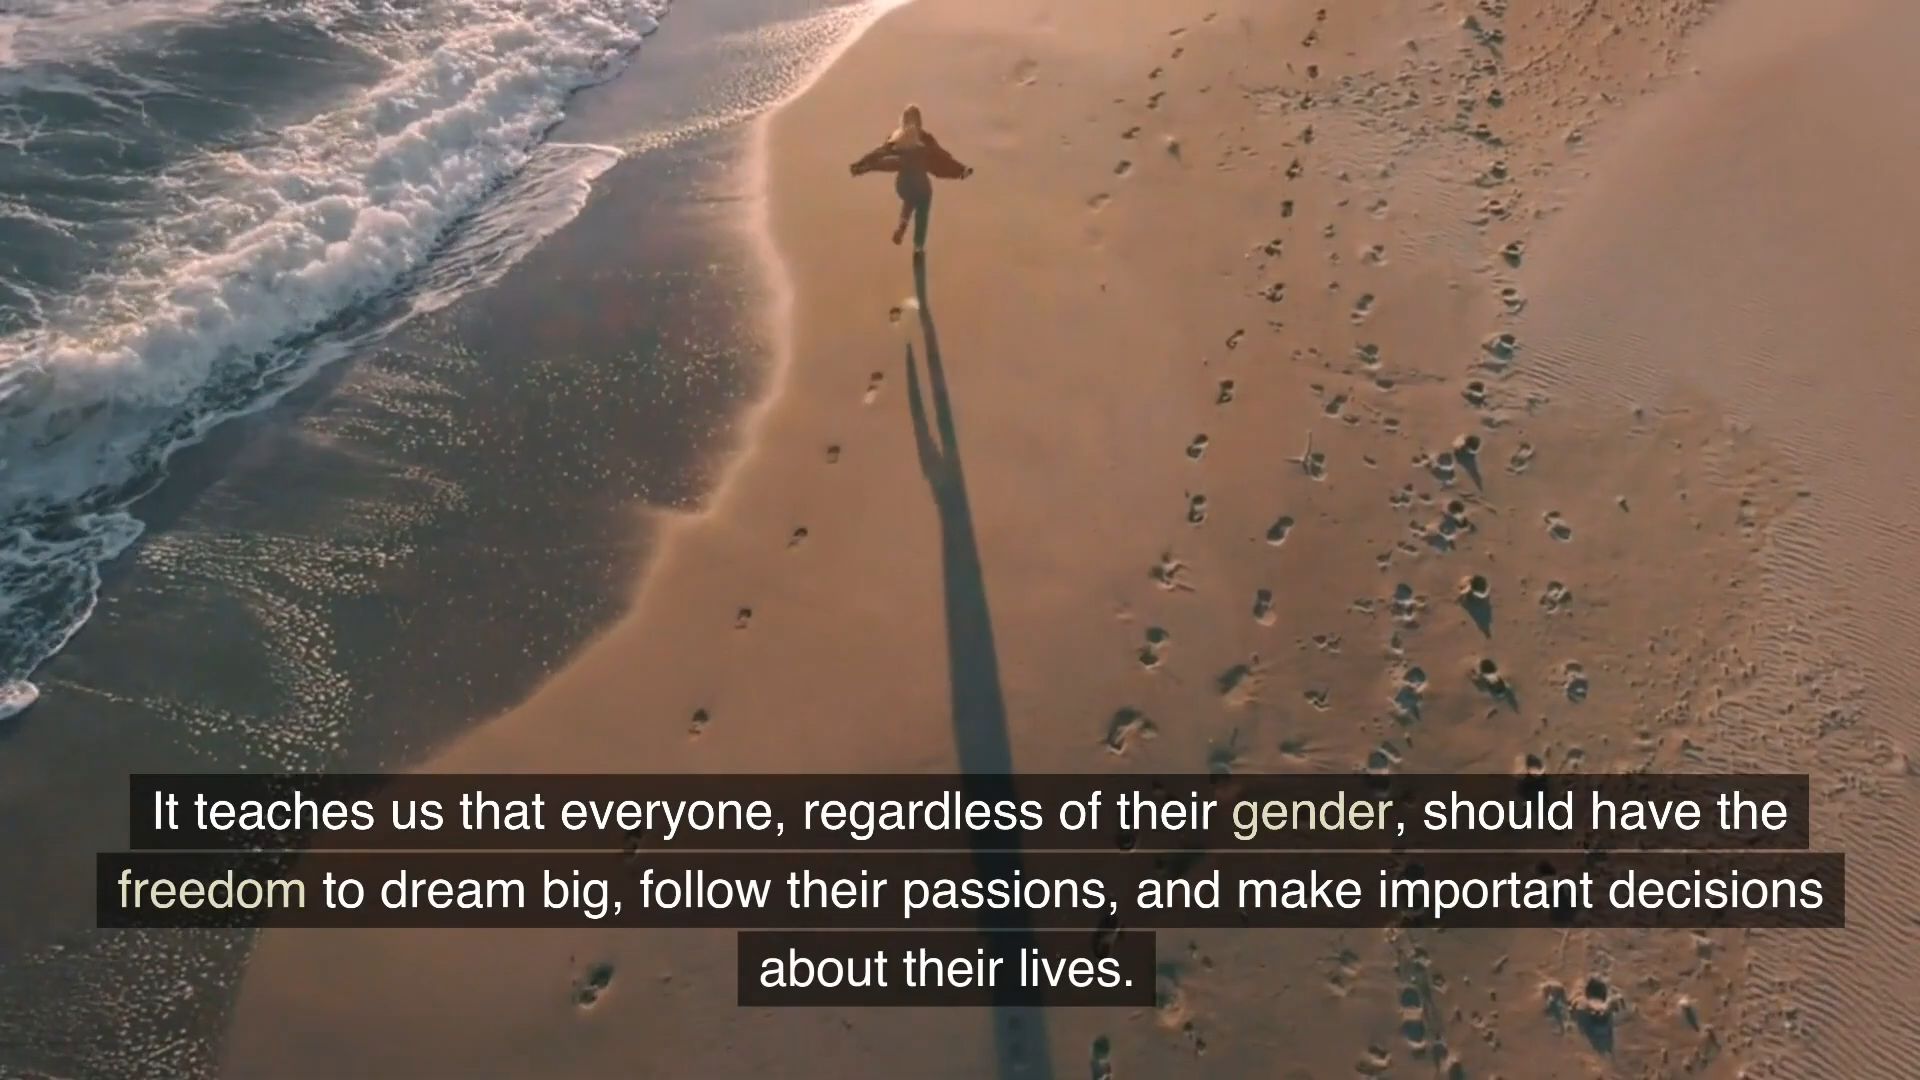 It teaches us that everyone, regardless of their gender, should have the
freedom to dream big, follow their passions, and make important decisions
about their lives.